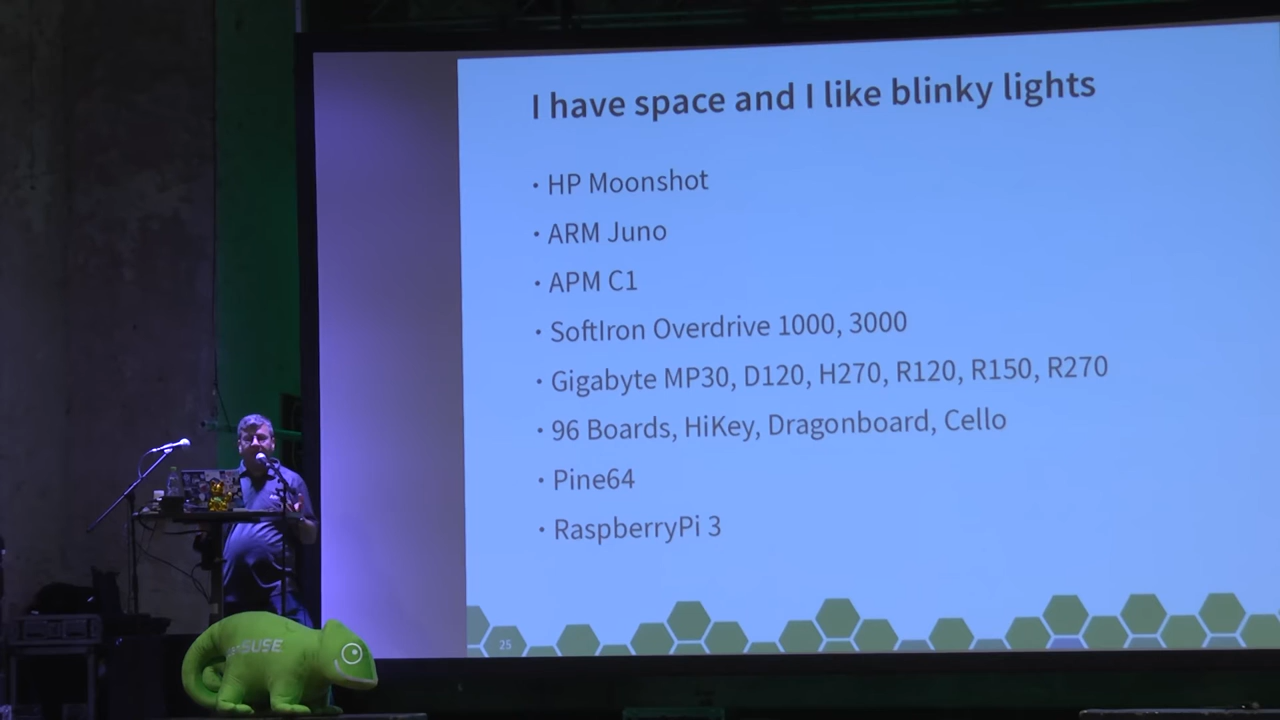 I have space and I like blinky lights
· HP Moonshot
· ARM Juno
· APM C1
· SoftIron Overdrive 1000, 3000
· Gigabyte MP30, D120, H270, R120, R150, R270
· 96 Boards, HiKey, Dragonboard, Cello
· Pine64
· RaspberryPi 3
25
SUSE